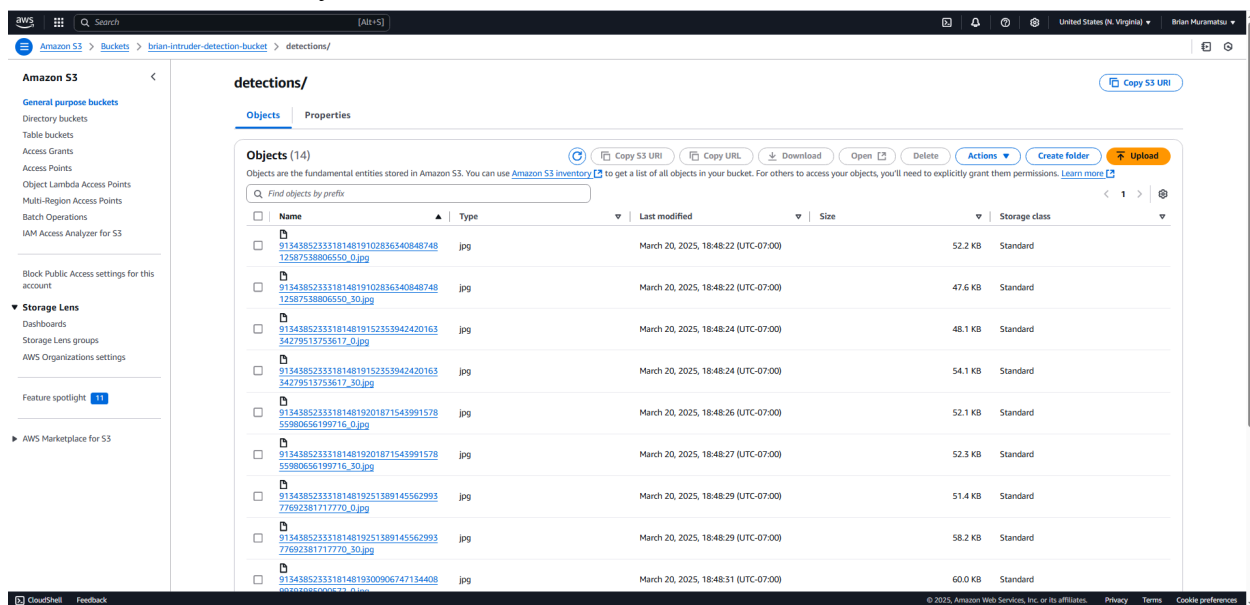 aws Search [Alt+S] United States (N. Virginia) Brian Muramatsu
Amazon S3 > Buckets > brian-intruder-detection-bucket > detections/
Amazon S3
General purpose buckets
Directory buckets
Table buckets
Access Grants
Access Points
Object Lambda Access Points
Multi-Region Access Points
Batch Operations
IAM Access Analyzer for S3
Block Public Access settings for this
account
Storage Lens
Dashboards
Storage Lens groups
AWS Organizations settings
Feature spotlight 11
AWS Marketplace for S3
detections/
Copy S3 URI
Objects Properties
Objects (14)
Copy S3 URI Copy URL Download Open Delete Actions Create folder Upload
Objects are the fundamental entities stored in Amazon S3. You can use Amazon S3 inventory to get a list of all objects in your bucket. For others to access your objects, you'll need to explicitly grant them permissions. Learn more
Find objects by prefix
1
Name Type Last modified Size Storage class
91343852333181481910283634084874 8 jpg March 20, 2025, 18:48:22 (UTC-07:00) 52.2 KB Standard
12587538806550_0.jpg
913438523331814819102836340848748 jpg March 20, 2025, 18:48:22 (UTC-07:00) 47.6 KB Standard
12587538806550_30.jpg
913438523331814819152353942420163 jpg March 20, 2025, 18:48:24 (UTC-07:00) 48.1 KB Standard
34279513753617_0.jpg
913438523331814819152353942420163 jpg March 20, 2025, 18:48:24 (UTC-07:00) 54.1 KB Standard
34279513753617_30.jpg
913438523331814819201871543991578 jpg March 20, 2025, 18:48:26 (UTC-07:00) 52.1 KB Standard
55980656199716_0.jpg
913438523331814819201871543991578 jpg March 20, 2025, 18:48:27 (UTC-07:00) 52.3 KB Standard
55980656199716_30.jpg
913438523331814819251389145562993 jpg March 20, 2025, 18:48:29 (UTC-07:00) 51.4 KB Standard
77692381717770_0.jpg
913438523331814819251389145562993 jpg March 20, 2025, 18:48:29 (UTC-07:00) 58.2 KB Standard
77692381717770_30.jpg
913438523331814819300906747134408 jpg March 20, 2025, 18:48:31 (UTC-07:00) 60.0 KB Standard
CloudShell Feedback © 2025, Amazon Web Services, Inc. or its affiliates. Privacy Terms Cookie preferences